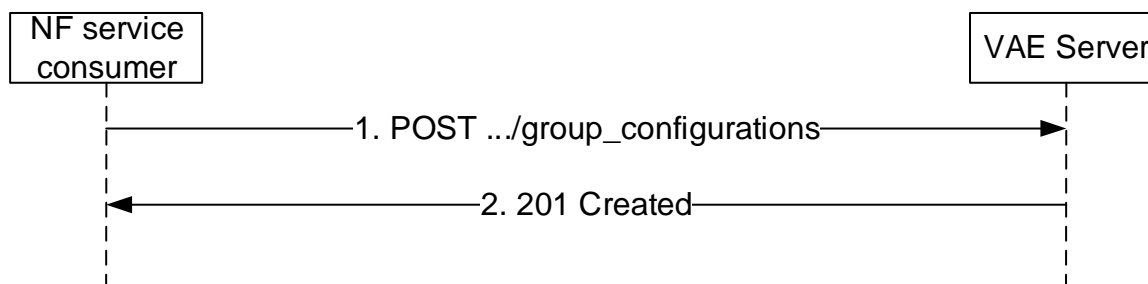 NF service
consumer
VAE Server
1. POST .../group_configurations
2. 201 Created